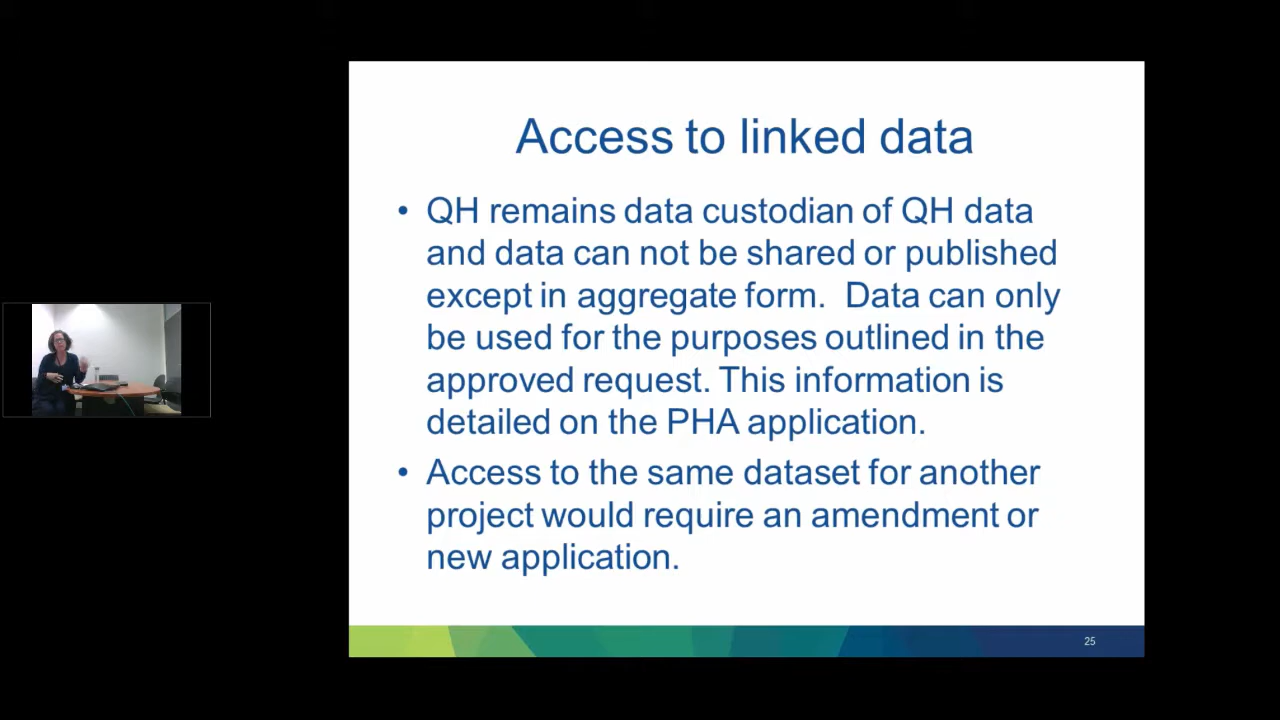 Access to linked data
• QH remains data custodian of QH data
and data can not be shared or published
except in aggregate form.  Data can only
be used for the purposes outlined in the
approved request. This information is
detailed on the PHA application.
• Access to the same dataset for another
project would require an amendment or
new application.
25